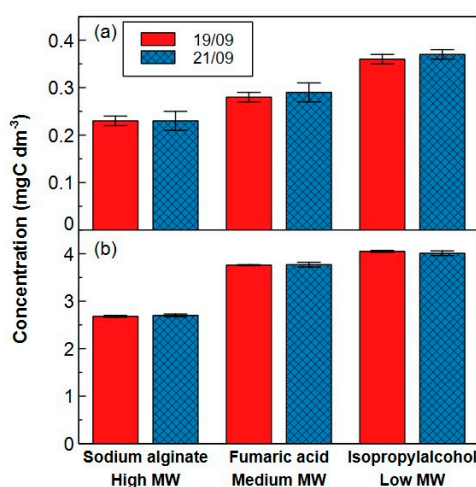 (a)
19/09
21/09
0.4
0.3
0.2
0.1
0
Concentration (mgC dm⁻³)
(b)
4
3
2
1
0
Sodium alginate Fumaric acid Isopropylalcohol
High MW Medium MW Low MW